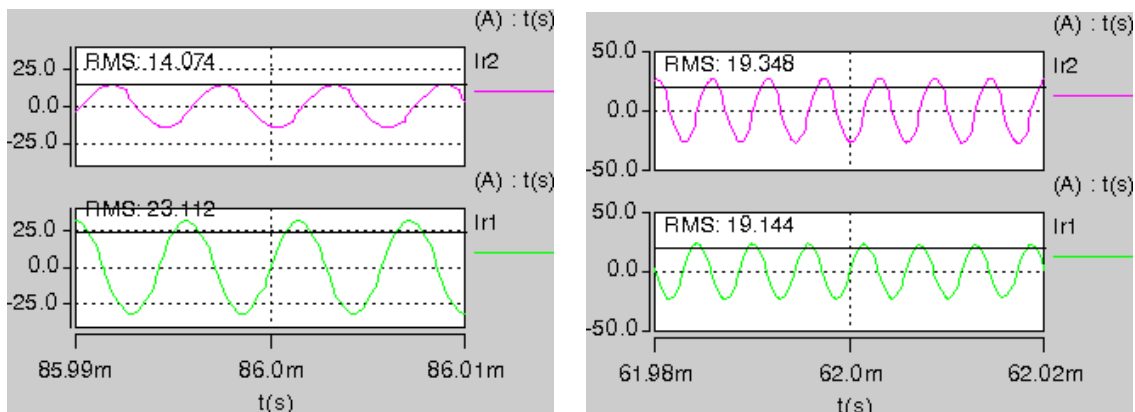 (A) : t(s)
RMS: 14.074
Ir2
25.0
0.0
-25.0
(A) : t(s)
RMS: 23.112
Ir1
25.0
0.0
-25.0
85.99m
86.0m
86.01m
t(s)
(A) : t(s)
50.0
RMS: 19.348
Ir2
0.0
-50.0
(A) : t(s)
50.0
RMS: 19.144
Ir1
0.0
-50.0
61.98m
62.0m
62.02m
t(s)